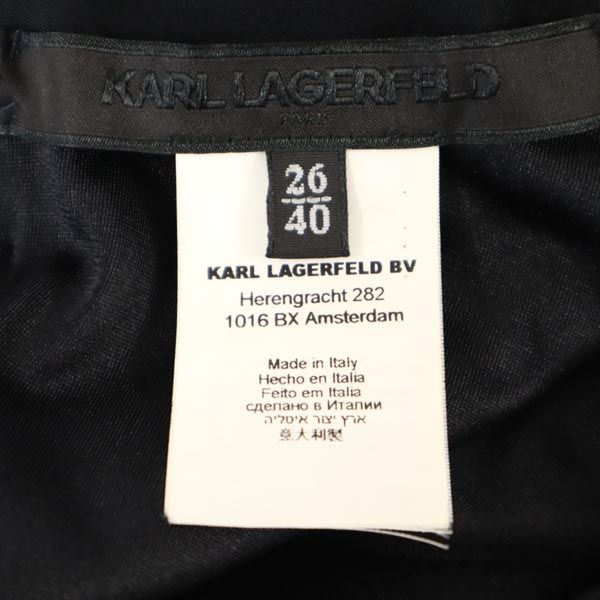 KARL LAGERFELD
PARIS
26
40
KARL LAGERFELD BV
Herengracht 282
1016 BX Amsterdam
Made in Italy
Hecho en Italia
Feito em Italia
сделано в Италии
ארץ יצור איטליה
意大利製